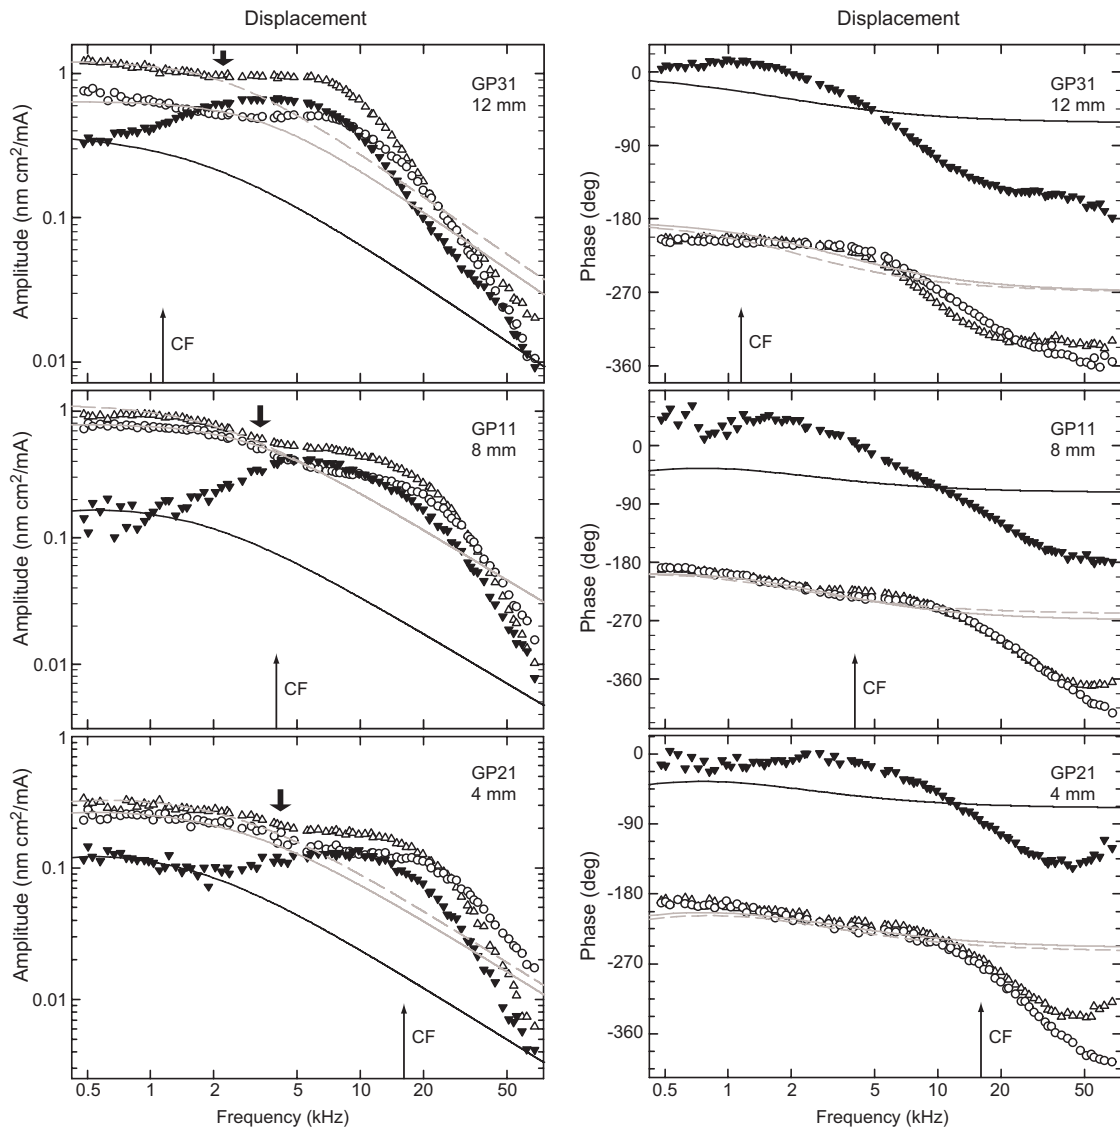 Displacement
Displacement
Amplitude (nm cm²/mA)
1
0.1
0.01
GP31
12 mm
CF
Phase (deg)
0
-90
-180
-270
-360
GP31
12 mm
CF
Amplitude (nm cm²/mA)
1
0.1
0.01
GP11
8 mm
CF
Phase (deg)
0
-90
-180
-270
-360
GP11
8 mm
CF
Amplitude (nm cm²/mA)
1
0.1
0.01
GP21
4 mm
CF
Phase (deg)
0
-90
-180
-270
-360
GP21
4 mm
CF
0.5 1 2 5 10 20 50
Frequency (kHz)
0.5 1 2 5 10 20 50
Frequency (kHz)